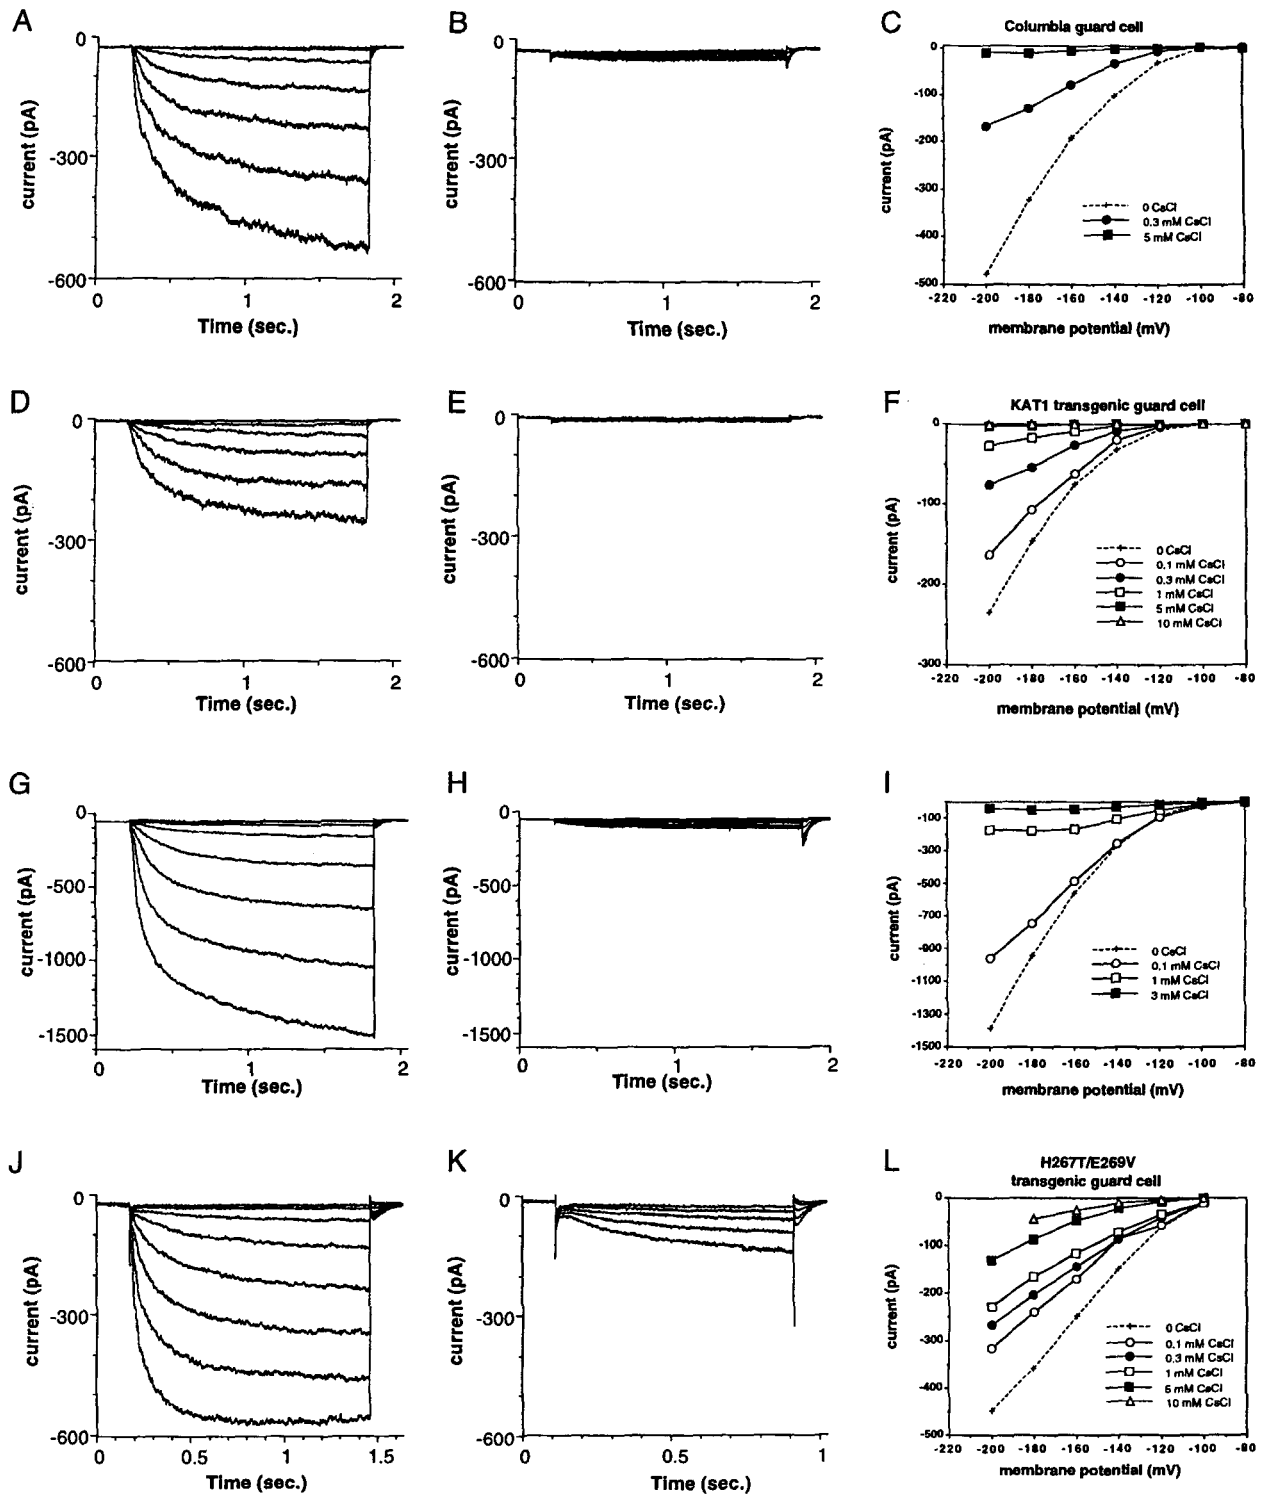 A
0
-300
-600
current (pA)
0
1
2
Time (sec.)
B
0
-300
-600
current (pA)
0
1
2
Time (sec.)
C
Columbia guard cell
0
-100
-200
-300
-400
-500
current (pA)
0 CsCl
0.3 mM CsCl
5 mM CsCl
-220 -200 -180 -160 -140 -120 -100 -80
membrane potential (mV)
D
0
-300
-600
current (pA)
0
1
2
Time (sec.)
E
0
-300
-600
current (pA)
0
1
2
Time (sec.)
F
KAT1 transgenic guard cell
0
-100
-200
-300
current (pA)
0 CsCl
0.1 mM CsCl
0.3 mM CsCl
1 mM CsCl
5 mM CsCl
10 mM CsCl
-220 -200 -180 -160 -140 -120 -100 -80
membrane potential (mV)
G
0
-500
-1000
-1500
current (pA)
0
1
2
Time (sec.)
H
0
-500
-1000
-1500
current (pA)
0
1
2
Time (sec.)
I
-100
-300
-500
-700
-900
-1100
-1300
-1500
current (pA)
0 CsCl
0.1 mM CsCl
1 mM CsCl
3 mM CsCl
-220 -200 -180 -160 -140 -120 -100 -80
membrane potential (mV)
J
0
-300
-600
current (pA)
0
0.5
1
1.5
Time (sec.)
K
0
-300
-600
current (pA)
0
0.5
1
Time (sec.)
L
H267T/E269V
transgenic guard cell
0
-100
-200
-300
-400
-500
current (pA)
0 CsCl
0.1 mM CsCl
0.3 mM CsCl
1 mM CsCl
5 mM CsCl
10 mM CsCl
-220 -200 -180 -160 -140 -120 -100 -80
membrane potential (mV)